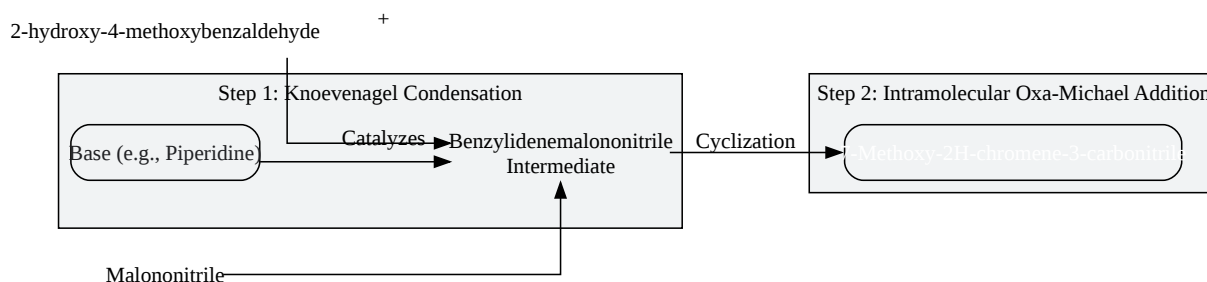 +
2-hydroxy-4-methoxybenzaldehyde
Step 1: Knoevenagel Condensation
Step 2: Intramolecular Oxa-Michael Addition
Base (e.g., Piperidine)
Catalyzes
Benzylidenemalononitrile
Intermediate
Cyclization
7-Methoxy-2H-chromene-3-carbonitrile
Malononitrile